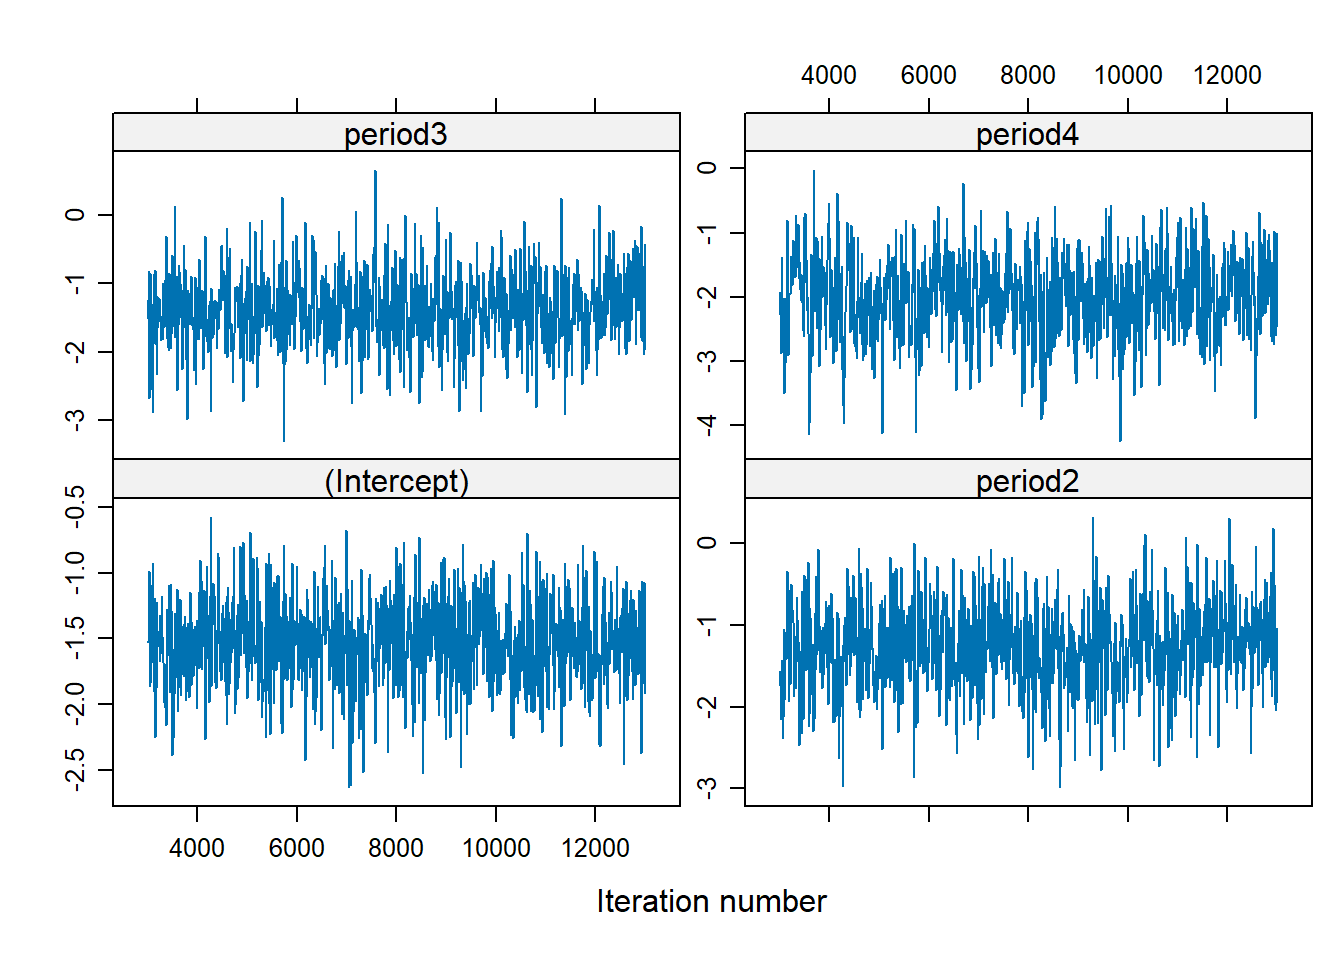 4000 6000 8000 10000 12000
period3 period4
0 -1 -2 -3
0 -1 -2 -3 -4
(Intercept) period2
-0.5 -1.0 -1.5 -2.0 -2.5
0 -1 -2 -3
4000 6000 8000 10000 12000
Iteration number